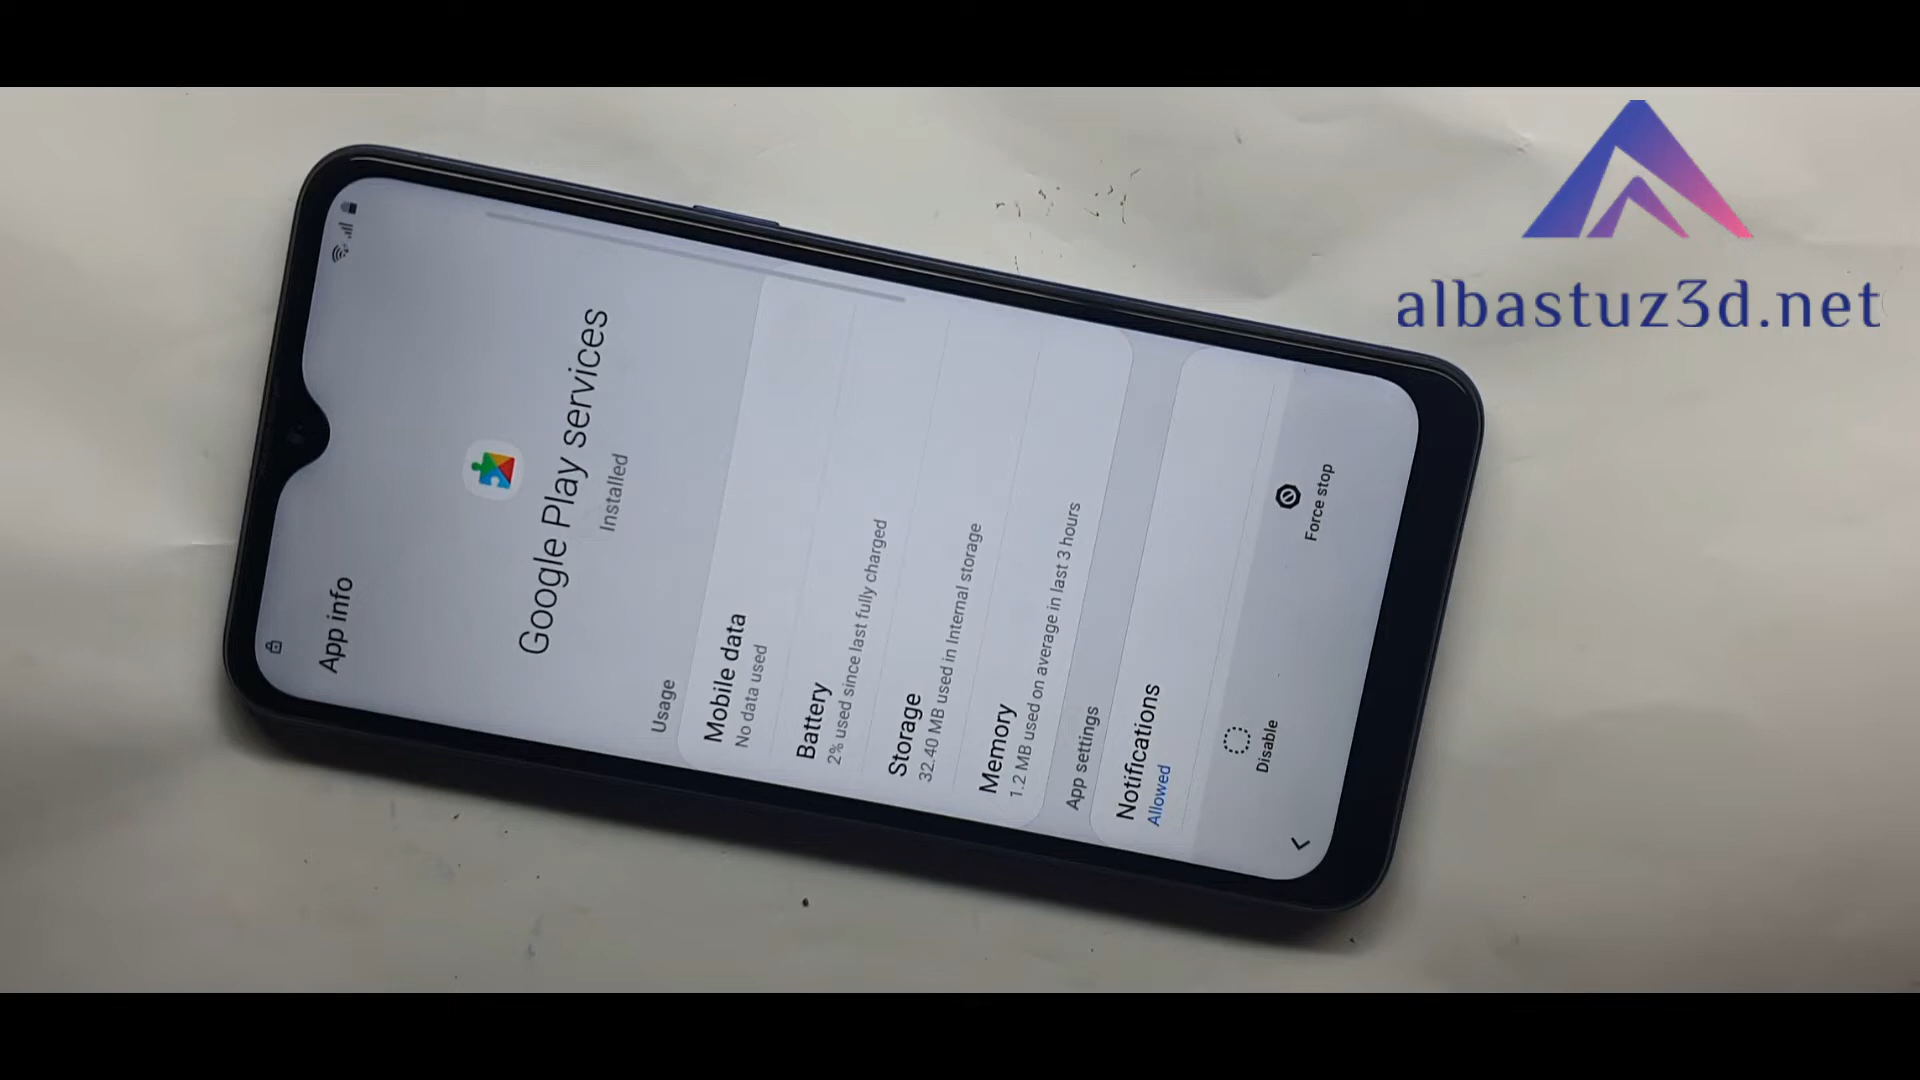 App info
Google Play services
Installed
Usage
Mobile data
No data used
Battery
2% used since last fully charged
Storage
32.40 MB used in Internal storage
Memory
1.2 MB used on average in last 3 hours
App settings
Notifications
Allowed
Disable
Force stop
albastuz3d.net